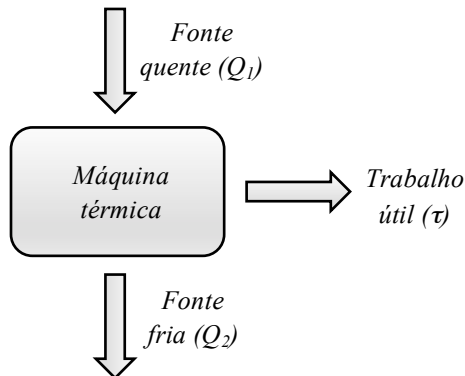 Fonte
quente (Q₁)
Máquina
térmica
Trabalho
útil (τ)
Fonte
fria (Q₂)